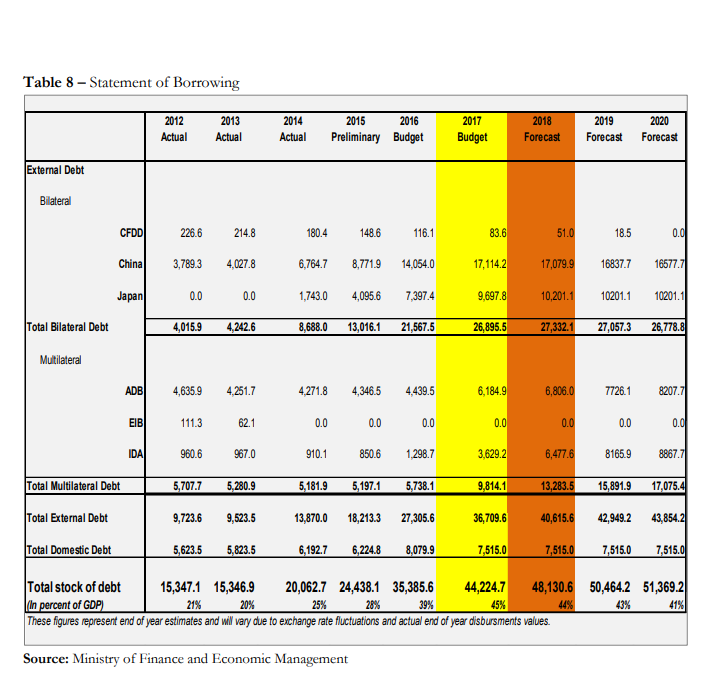 Table 8 – Statement of Borrowing
2012 2013 2014 2015 2016 2017 2018 2019 2020
Actual Actual Actual Preliminary Budget Budget Forecast Forecast Forecast
External Debt
Bilateral
CFDD 226.6 214.8 180.4 148.6 116.1 83.6 51.0 18.5 0.0
China 3,789.3 4,027.8 6,764.7 8,771.9 14,054.0 17,114.2 17,079.9 16837.7 16577.7
Japan 0.0 0.0 1,743.0 4,095.6 7,397.4 9,697.8 10,201.1 10201.1 10201.1
Total Bilateral Debt 4,015.9 4,242.6 8,688.0 13,016.1 21,567.5 26,895.5 27,332.1 27,057.3 26,778.8
Multilateral
ADB 4,635.9 4,251.7 4,271.8 4,346.5 4,439.5 6,184.9 6,806.0 7726.1 8207.7
EIB 111.3 62.1 0.0 0.0 0.0 0.0 0.0 0.0 0.0
IDA 960.6 967.0 910.1 850.6 1,298.7 3,629.2 6,477.6 8165.9 8867.7
Total Multilateral Debt 5,707.7 5,280.9 5,181.9 5,197.1 5,738.1 9,814.1 13,283.5 15,891.9 17,075.4
Total External Debt 9,723.6 9,523.5 13,870.0 18,213.3 27,305.6 36,709.6 40,615.6 42,949.2 43,854.2
Total Domestic Debt 5,623.5 5,823.5 6,192.7 6,224.8 8,079.9 7,515.0 7,515.0 7,515.0 7,515.0
Total stock of debt 15,347.1 15,346.9 20,062.7 24,438.1 35,385.6 44,224.7 48,130.6 50,464.2 51,369.2
(In percent of GDP) 21% 20% 25% 28% 39% 45% 44% 43% 41%
These figures represent end of year estimates and will vary due to exchange rate fluctuations and actual end of year disbursments values.
Source: Ministry of Finance and Economic Management